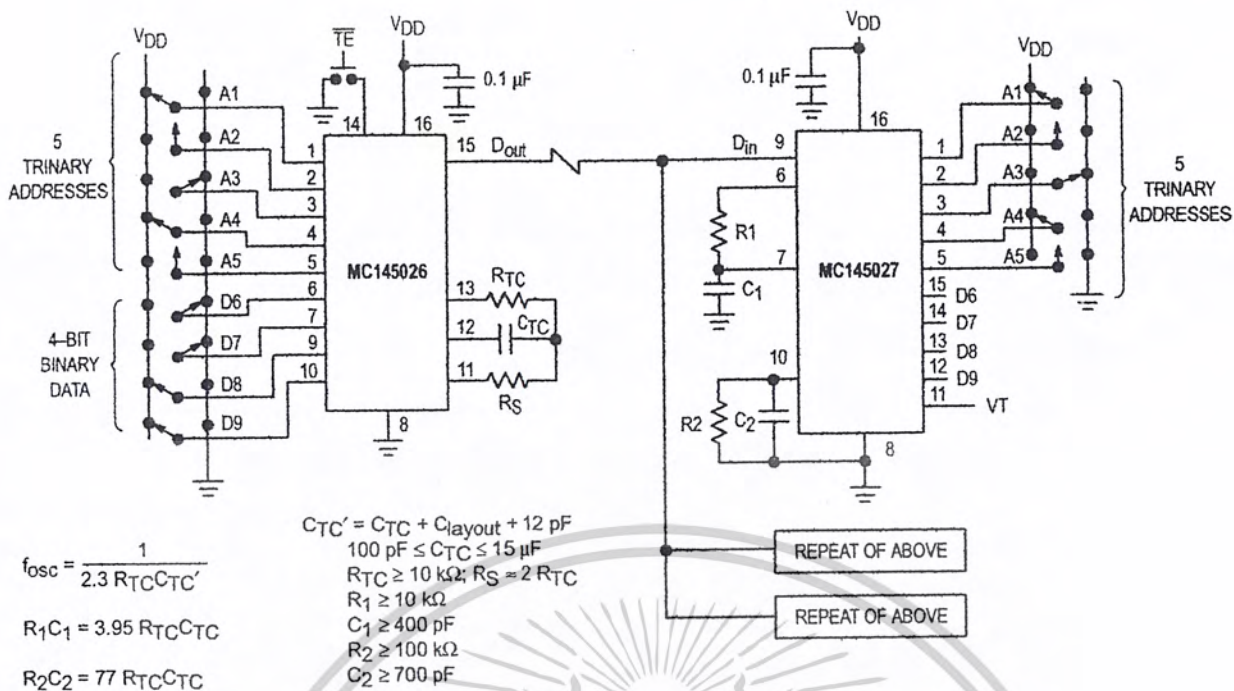 VDD
5
TRINARY
ADDRESSES
A1
A2
A3
A4
A5
4–BIT
BINARY
DATA
D6
D7
D8
D9
TE
VDD
0.1 µF
14
16
1
2
3
4
5
6
7
9
10
MC145026
15
Dout
13
RTC
12
CTC
11
RS
8
VDD
0.1 µF
16
Din
9
6
R1
7
C1
10
R2
C2
MC145027
8
1
2
3
4
5
15
14
13
12
11
D6
D7
D8
D9
VT
VDD
A1
A2
A3
A4
A5
5
TRINARY
ADDRESSES
REPEAT OF ABOVE
REPEAT OF ABOVE
fosc = 1 / 2.3 RTCCTC′
R1C1 = 3.95 RTCCTC
R2C2 = 77 RTCCTC
CTC′ = CTC + Clayout + 12 pF
100 pF ≤ CTC ≤ 15 µF
RTC ≥ 10 kΩ; RS ≈ 2 RTC
R1 ≥ 10 kΩ
C1 ≥ 400 pF
R2 ≥ 100 kΩ
C2 ≥ 700 pF